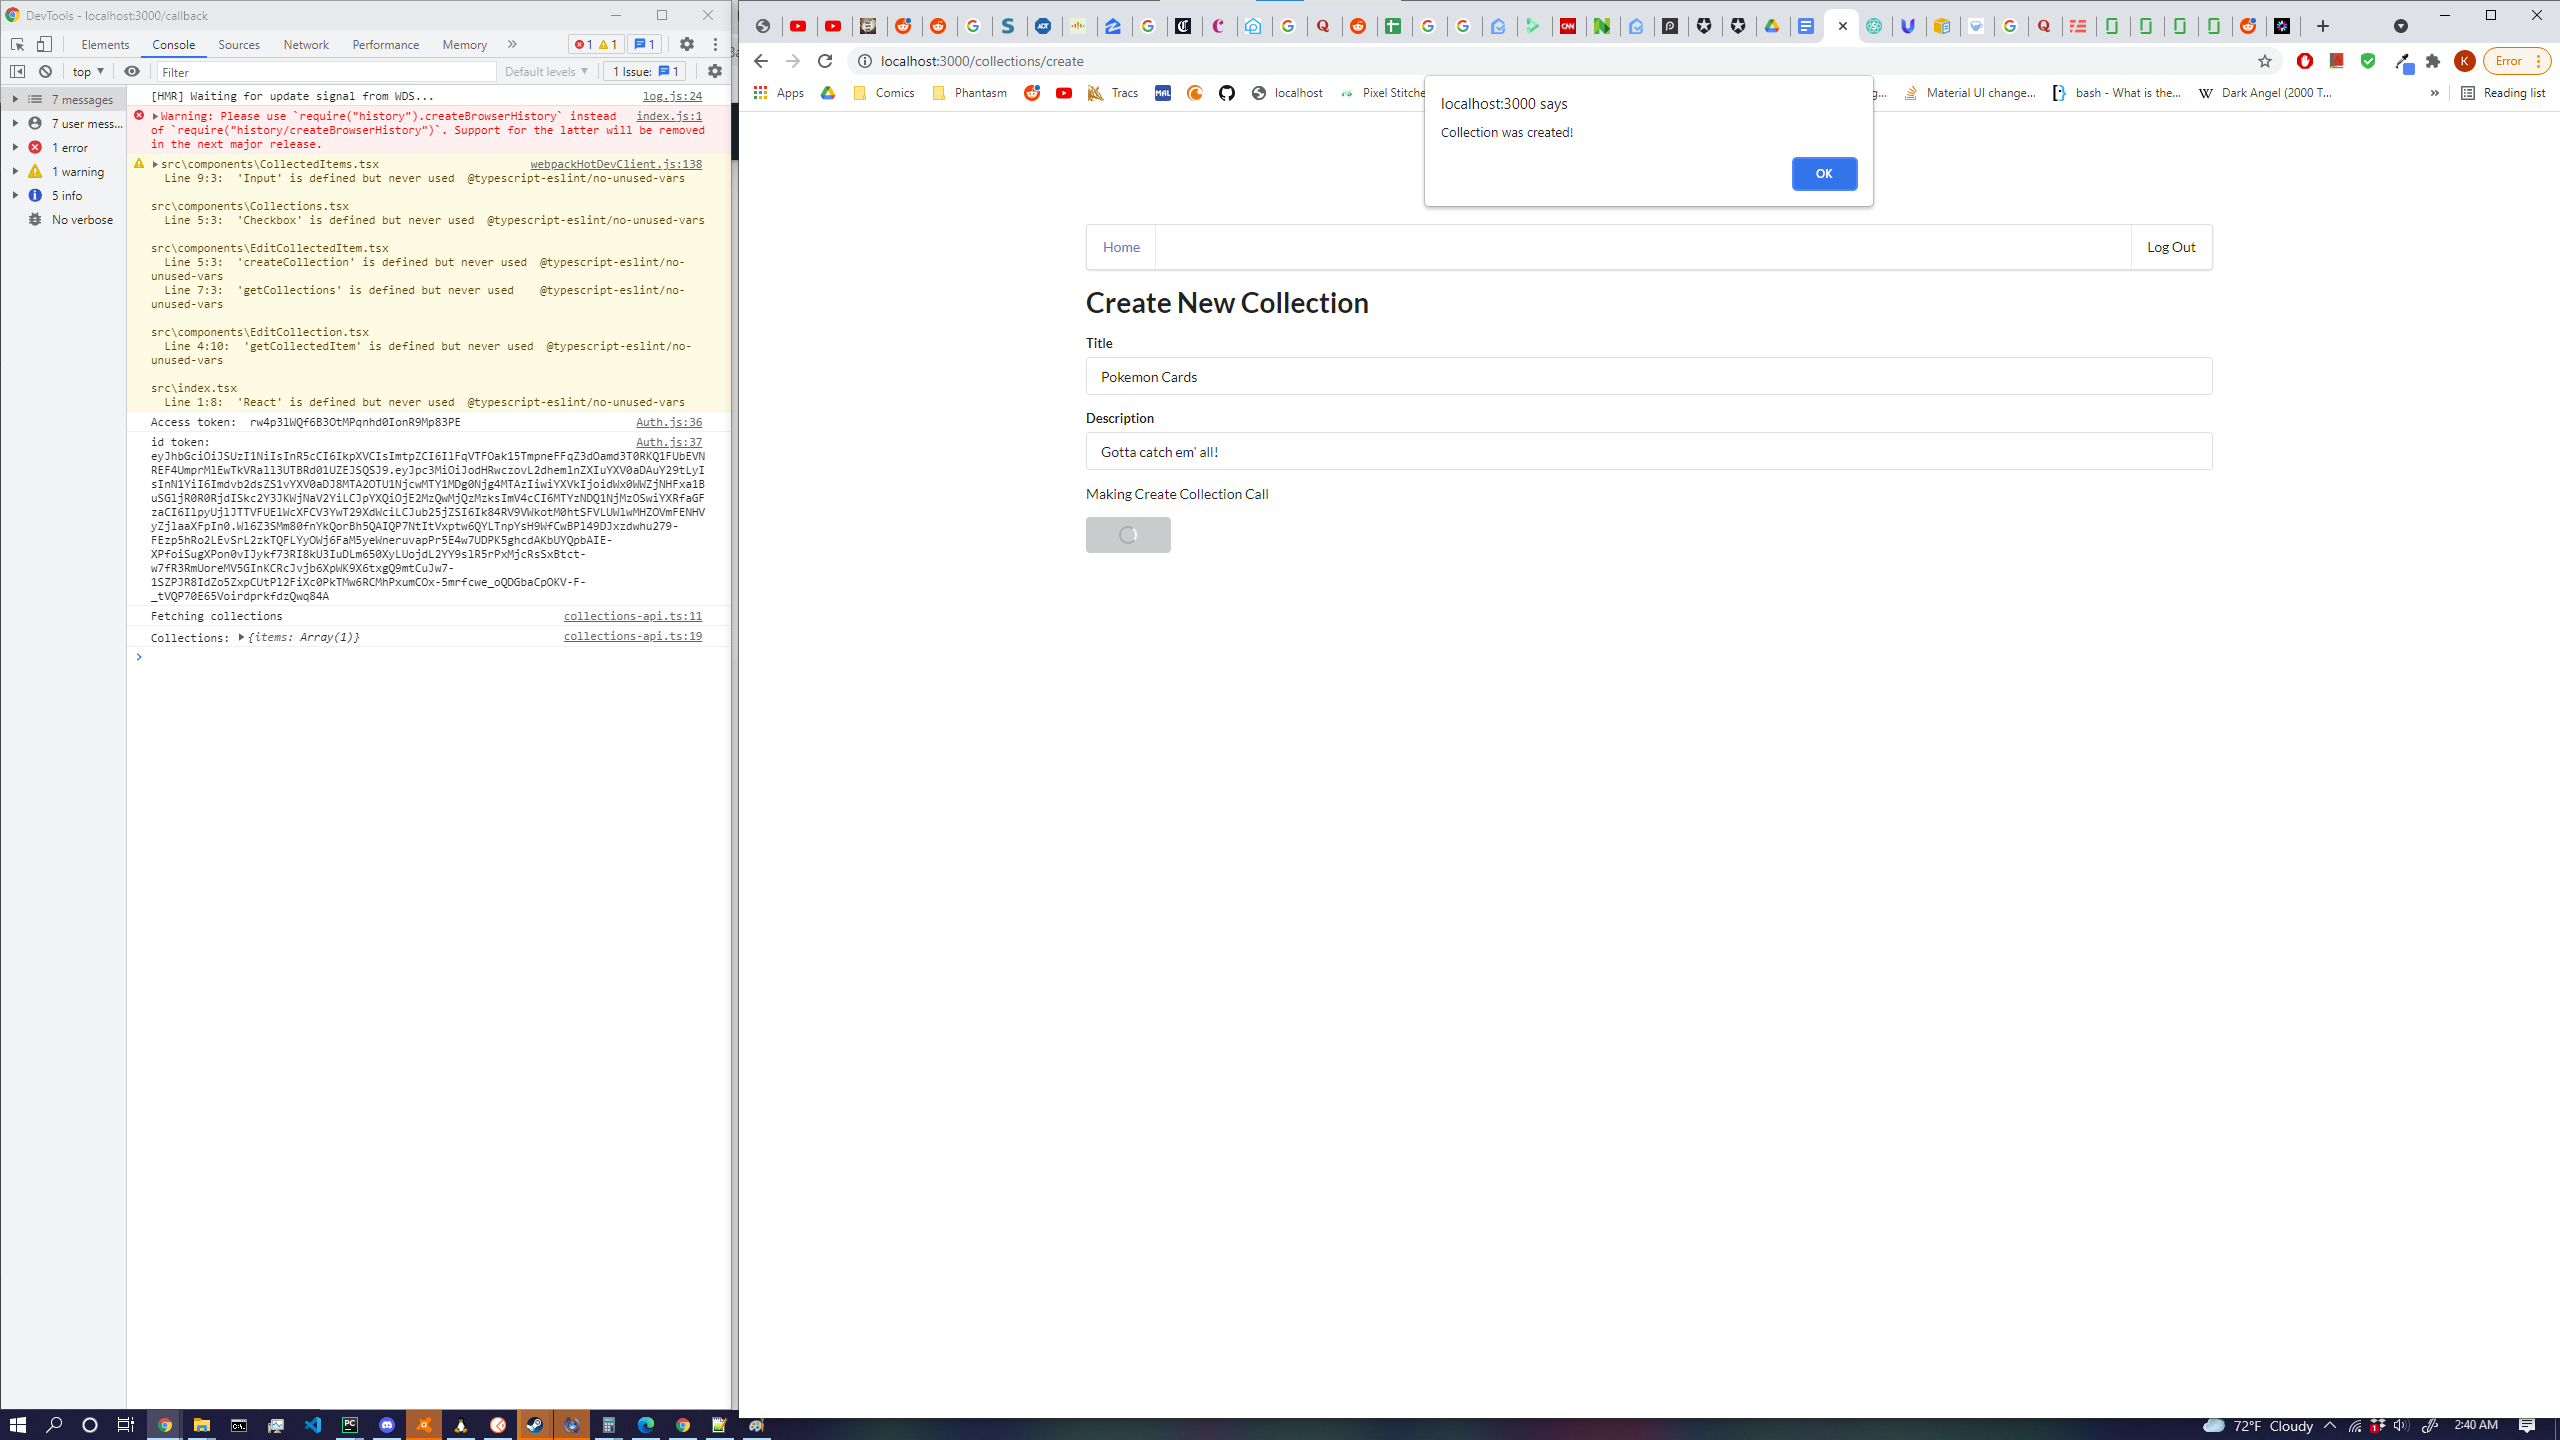 DevTools - localhost:3000/callback
Elements Console Sources Network Performance Memory » 1 1 1
top Filter Default levels 1 Issue: 1
7 messages
7 user mess...
1 error
1 warning
5 info
No verbose
[HMR] Waiting for update signal from WDS... log.js:24
Warning: Please use `require("history").createBrowserHistory` instead index.js:1
of `require("history/createBrowserHistory")`. Support for the latter will be removed
in the next major release.
src\components\CollectedItems.tsx webpackHotDevClient.js:138
Line 9:3: 'Input' is defined but never used @typescript-eslint/no-unused-vars
src\components\Collections.tsx
Line 5:3: 'Checkbox' is defined but never used @typescript-eslint/no-unused-vars
src\components\EditCollectedItem.tsx
Line 5:3: 'createCollection' is defined but never used @typescript-eslint/no-
unused-vars
Line 7:3: 'getCollections' is defined but never used @typescript-eslint/no-
unused-vars
src\components\EditCollection.tsx
Line 4:10: 'getCollectedItem' is defined but never used @typescript-eslint/no-
unused-vars
src\index.tsx
Line 1:8: 'React' is defined but never used @typescript-eslint/no-unused-vars
Access token: Auth.js:36
id token: Auth.js:37
Fetching collections collections-api.ts:11
Collections: {items: Array(1)} collections-api.ts:19
localhost:3000/collections/create
K Error
Apps Comics Phantasm Tracs MAL localhost Pixel Stitche
g... Material UI change... bash - What is the... Dark Angel (2000 T... » Reading list
localhost:3000 says
Collection was created!
OK
Home Log Out
Create New Collection
Title
Pokemon Cards
Description
Gotta catch em' all!
Making Create Collection Call
72°F Cloudy 2:40 AM